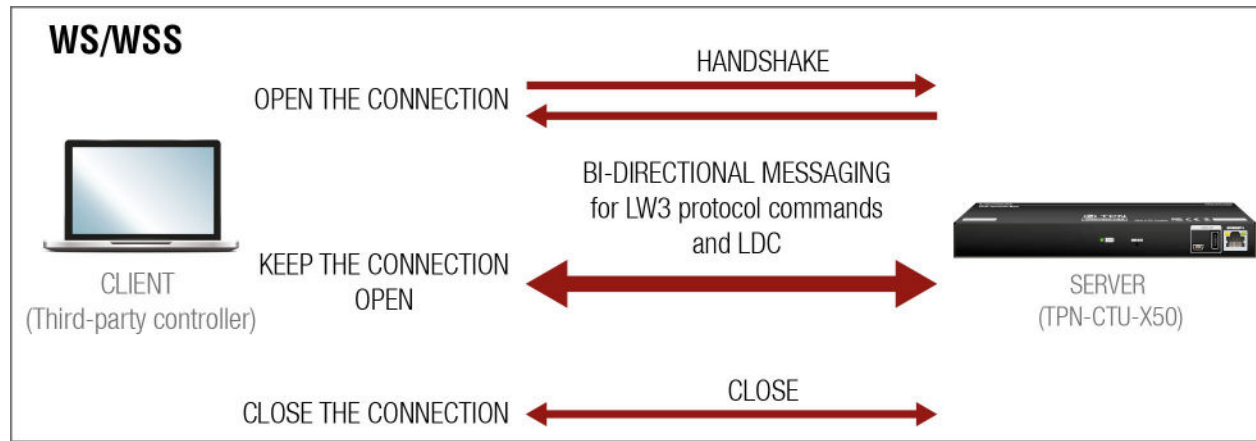 WS/WSS
HANDSHAKE
OPEN THE CONNECTION
BI-DIRECTIONAL MESSAGING
for LW3 protocol commands
and LDC
KEEP THE CONNECTION
OPEN
CLIENT
(Third-party controller)
TPN
SERVER
(TPN-CTU-X50)
CLOSE
CLOSE THE CONNECTION